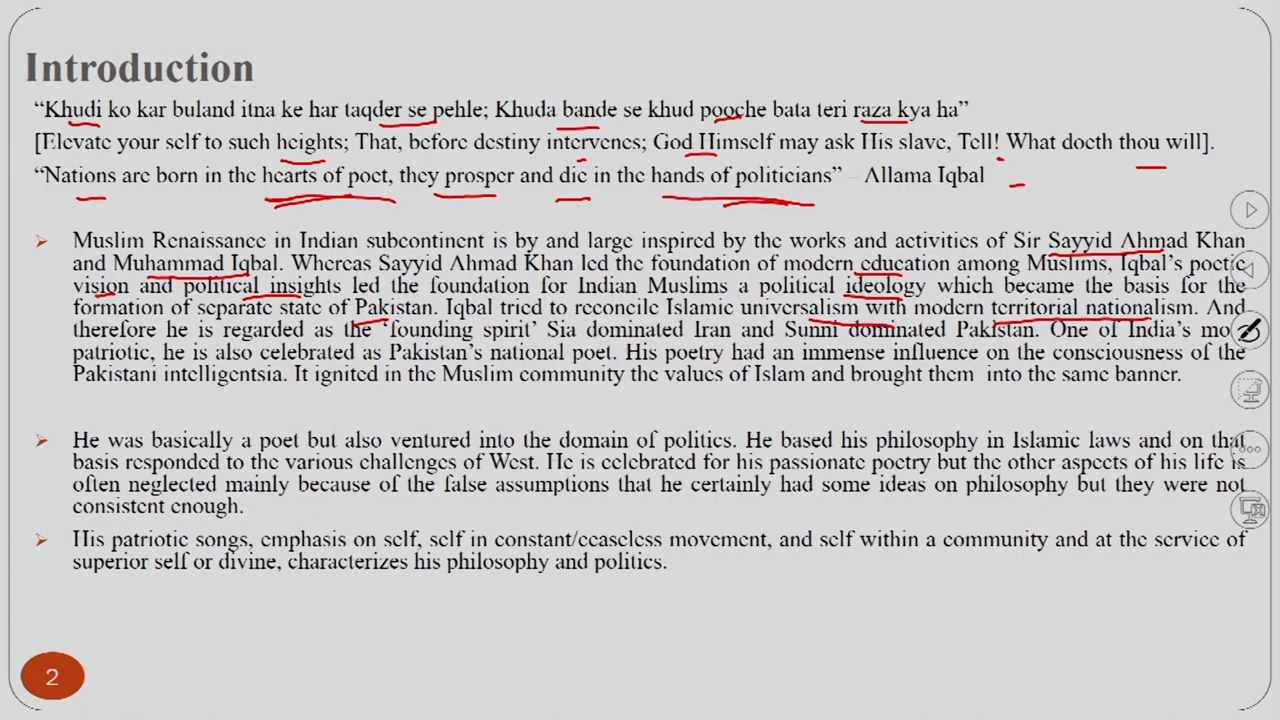 Introduction
“Khudi ko kar buland itna ke har taqder se pehle; Khuda bande se khud pooche bata teri raza kya ha”
[Elevate your self to such heights; That, before destiny intervenes; God Himself may ask His slave, Tell! What doeth thou will].
“Nations are born in the hearts of poet, they prosper and die in the hands of politicians” – Allama Iqbal
Muslim Renaissance in Indian subcontinent is by and large inspired by the works and activities of Sir Sayyid Ahmad Khan
and Muhammad Iqbal. Whereas Sayyid Ahmad Khan led the foundation of modern education among Muslims, Iqbal’s poetic
vision and political insights led the foundation for Indian Muslims a political ideology which became the basis for the
formation of separate state of Pakistan. Iqbal tried to reconcile Islamic universalism with modern territorial nationalism. And
therefore he is regarded as the ‘founding spirit’ Sia dominated Iran and Sunni dominated Pakistan. One of India’s mo
patriotic, he is also celebrated as Pakistan’s national poet. His poetry had an immense influence on the consciousness of the
Pakistani intelligentsia. It ignited in the Muslim community the values of Islam and brought them into the same banner.
He was basically a poet but also ventured into the domain of politics. He based his philosophy in Islamic laws and on that
basis responded to the various challenges of West. He is celebrated for his passionate poetry but the other aspects of his life is
often neglected mainly because of the false assumptions that he certainly had some ideas on philosophy but they were not
consistent enough.
His patriotic songs, emphasis on self, self in constant/ceaseless movement, and self within a community and at the service of
superior self or divine, characterizes his philosophy and politics.
2